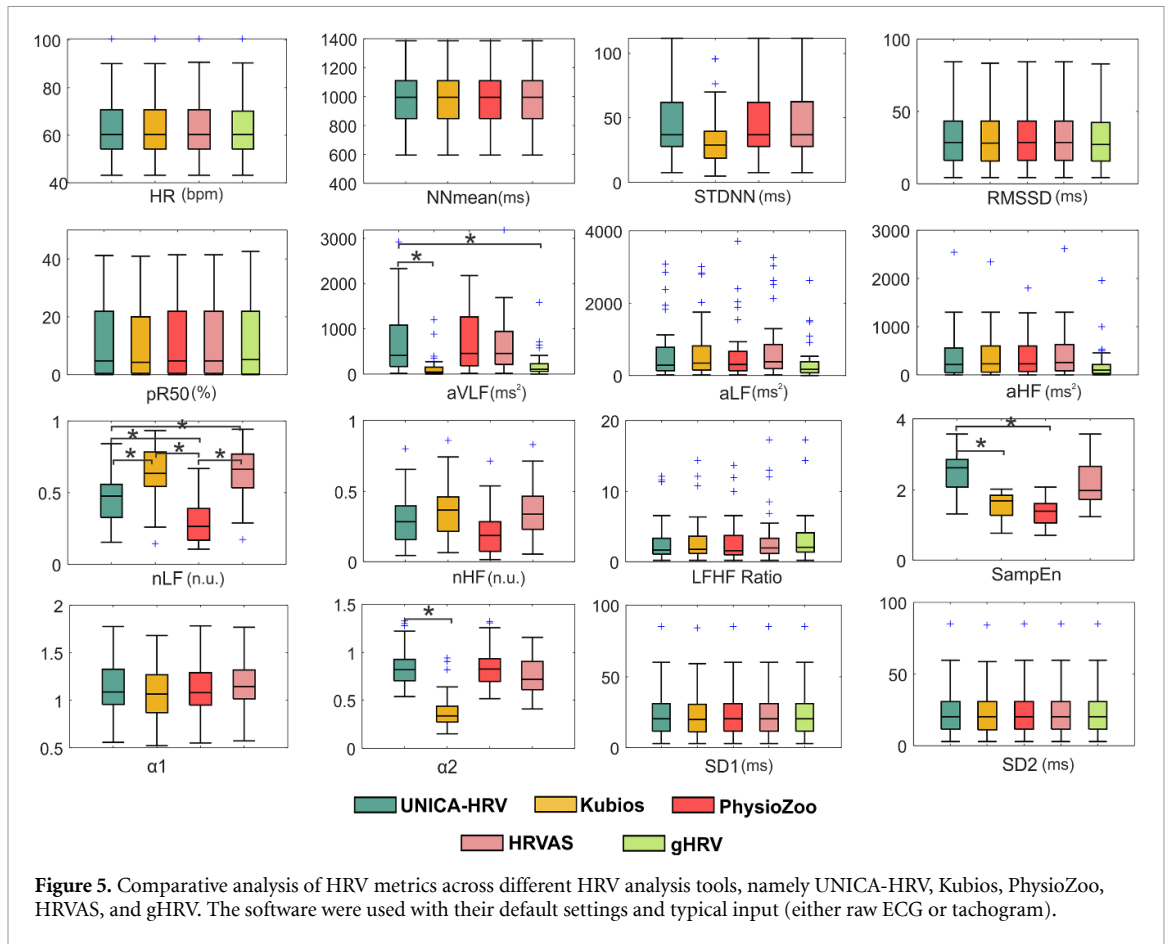 100
80
60
40
HR (bpm)
1400
1200
1000
800
600
400
NNmean(ms)
100
50
0
STDNN (ms)
100
50
0
RMSSD (ms)
40
20
0
pR50(%)
3000
2000
1000
0
* *
aVLF(ms²)
4000
2000
0
aLF(ms²)
3000
2000
1000
0
aHF(ms²)
1
0.5
0
* * * * *
nLF (n.u.)
1
0.5
0
nHF (n.u.)
20
10
0
LFHF Ratio
4
2
0
* *
SampEn
2
1.5
1
0.5
α1
1.5
1
0.5
0
*
α2
100
50
0
SD1(ms)
100
50
0
SD2 (ms)
UNICA-HRV Kubios PhysioZoo
HRVAS gHRV
Figure 5. Comparative analysis of HRV metrics across different HRV analysis tools, namely UNICA-HRV, Kubios, PhysioZoo,
HRVAS, and gHRV. The software were used with their default settings and typical input (either raw ECG or tachogram).